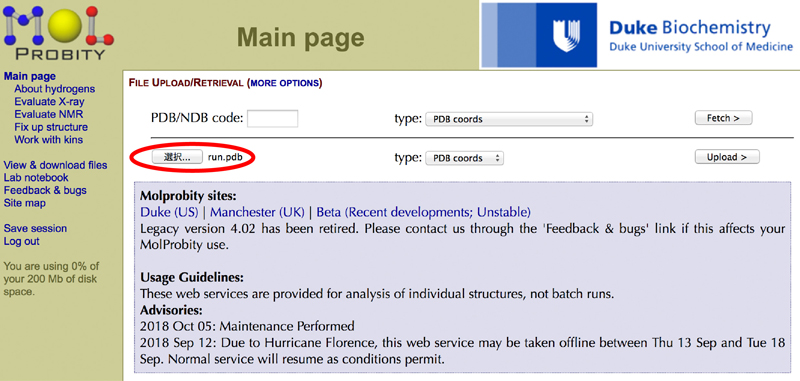 MOL
PROBITY
Main page
Duke Biochemistry
Duke University School of Medicine
Main page
About hydrogens
Evaluate X-ray
Evaluate NMR
Fix up structure
Work with kins
View & download files
Lab notebook
Feedback & bugs
Site map
Save session
Log out
You are using 0% of
your 200 Mb of disk
space.
FILE UPLOAD/RETRIEVAL (MORE OPTIONS)
PDB/NDB code: type: PDB coords Fetch >
選択... run.pdb type: PDB coords Upload >
Molprobity sites:
Duke (US) | Manchester (UK) | Beta (Recent developments; Unstable)
Legacy version 4.02 has been retired. Please contact us through the 'Feedback & bugs' link if this affects your
MolProbity use.
Usage Guidelines:
These web services are provided for analysis of individual structures, not batch runs.
Advisories:
2018 Oct 05: Maintenance Performed
2018 Sep 12: Due to Hurricane Florence, this web service may be taken offline between Thu 13 Sep and Tue 18
Sep. Normal service will resume as conditions permit.